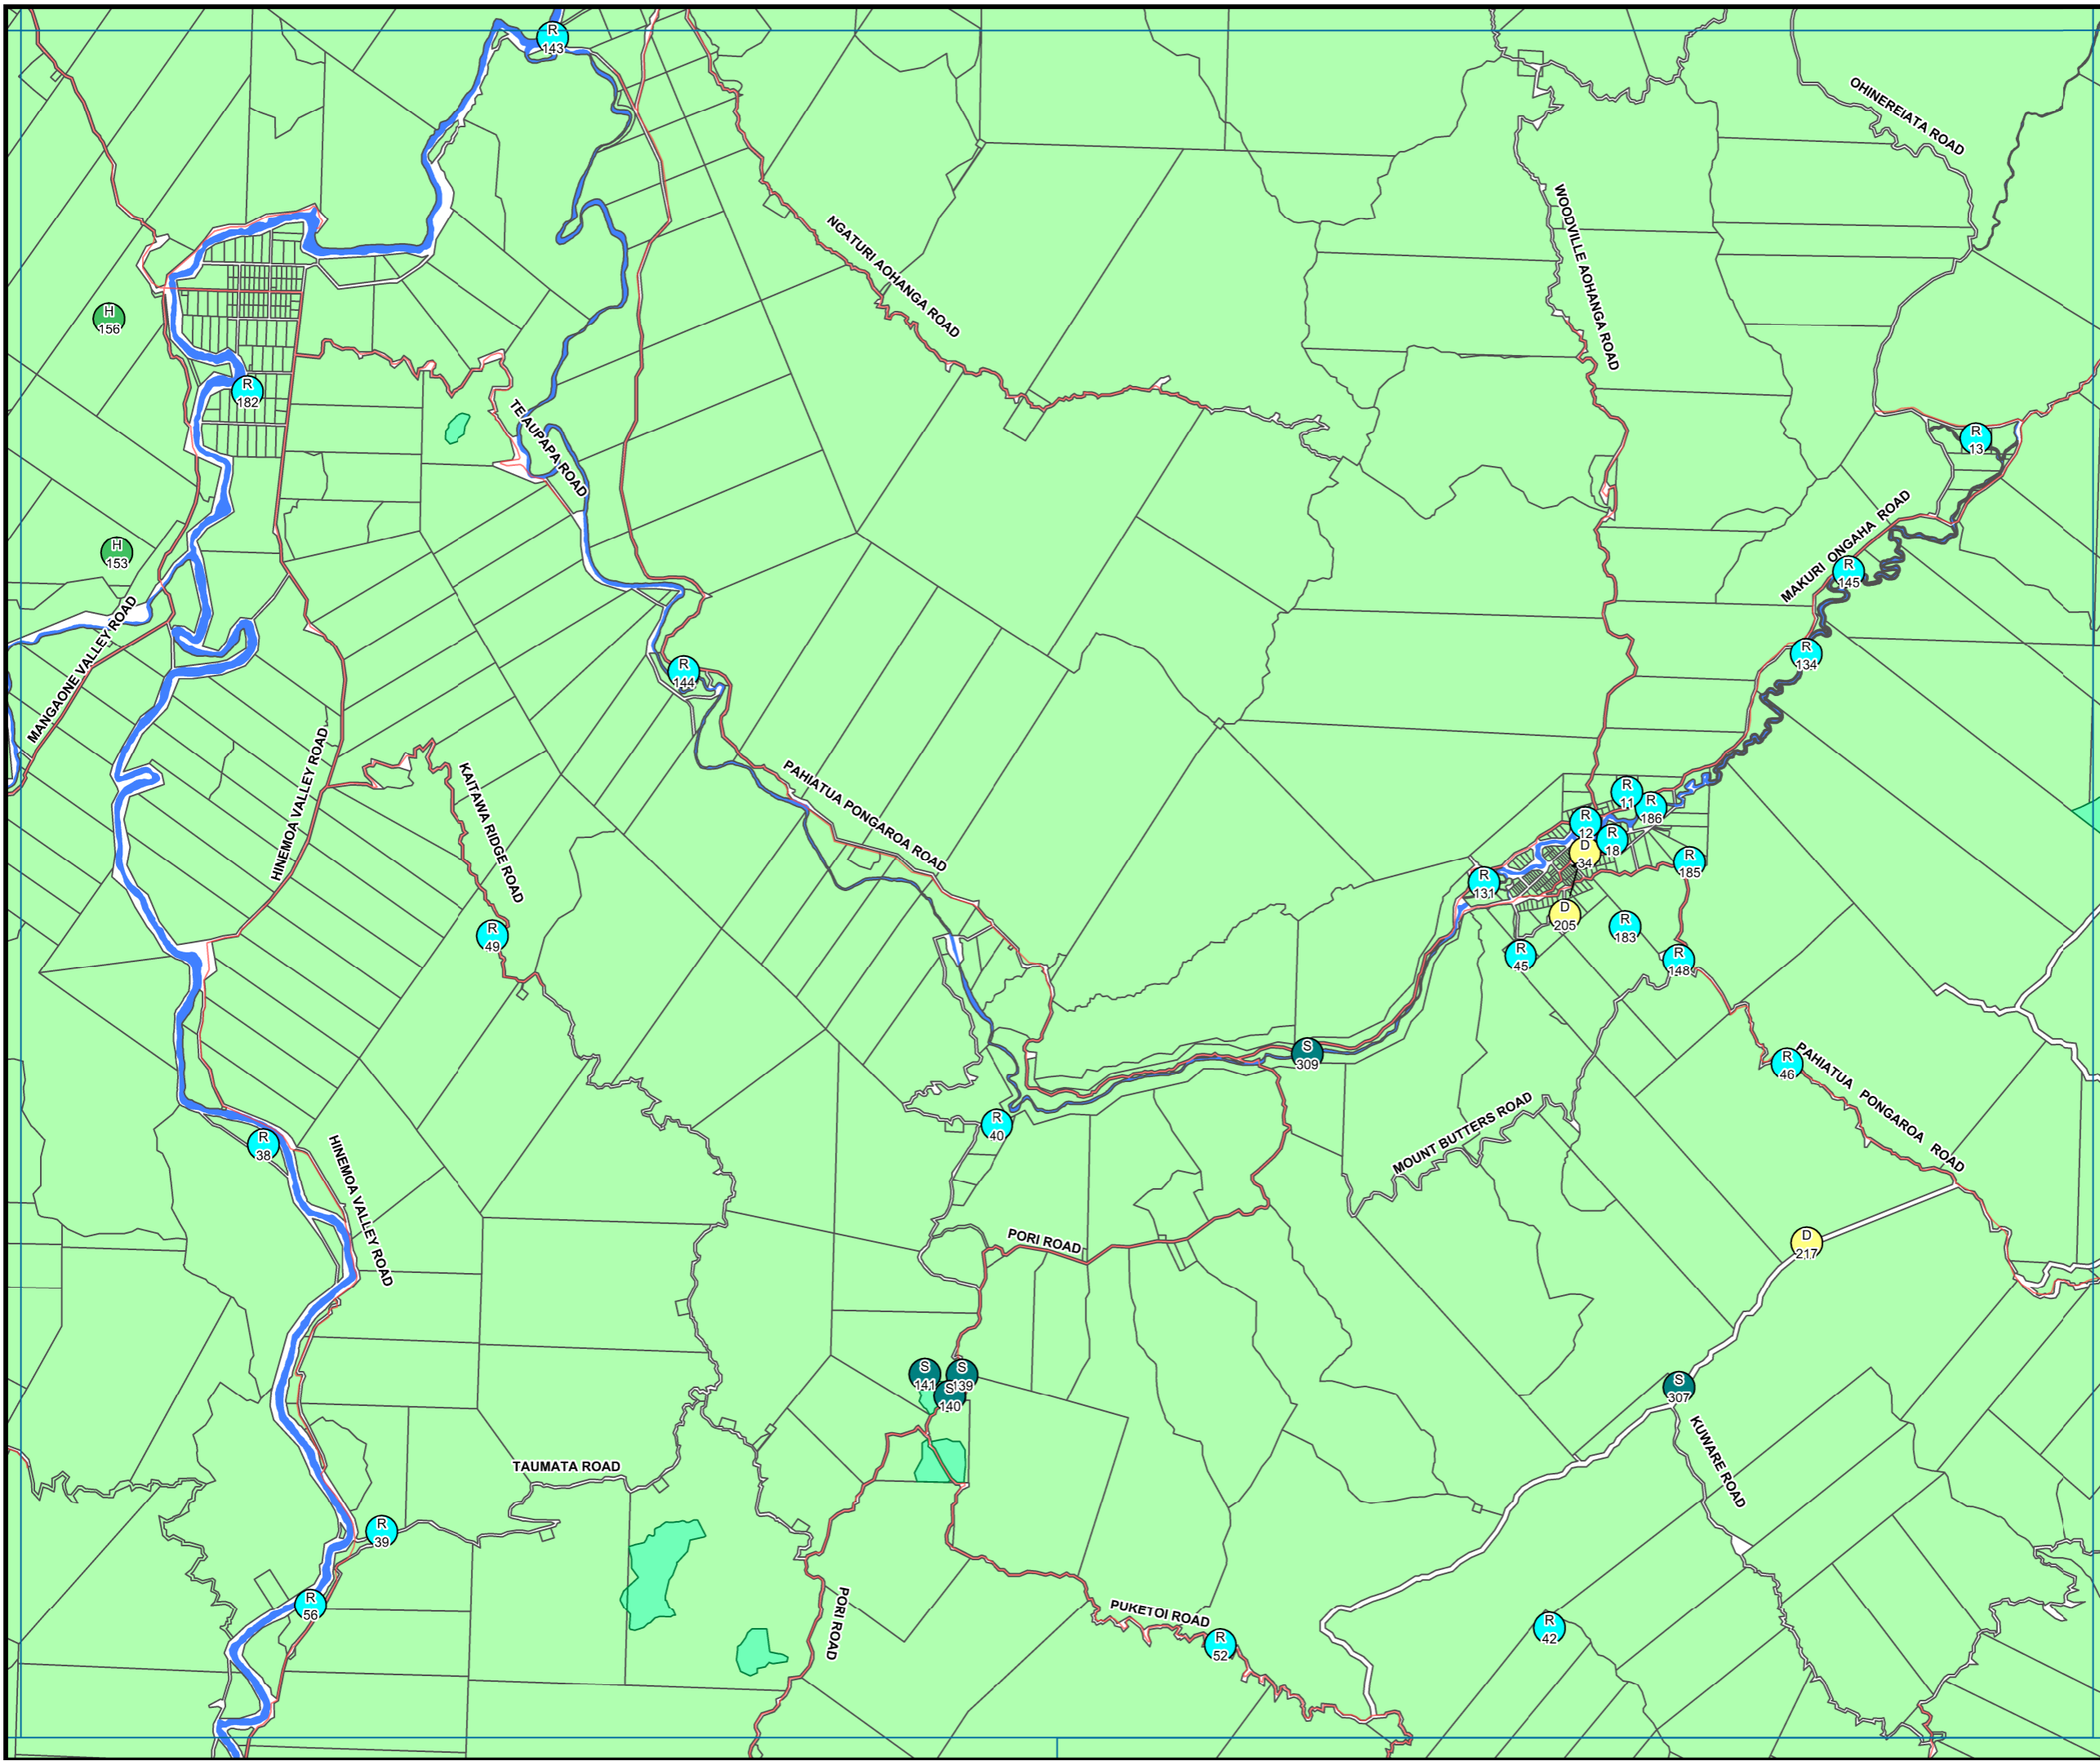 R
143
OHINEREIATA ROAD
WOODVILLE AOHANGA ROAD
NGATURI AOHANGA ROAD
H
156
R
182
TE AUPAPA ROAD
R
13
MAKURI ONGAHA ROAD
H
153
R
145
MANGAONE VALLEY ROAD
R
134
R
144
HINEMOA VALLEY ROAD
KAITAWA RIDGE ROAD
PAHIATUA PONGAROA ROAD
R
11
R
186
R
12
R
18
D
34
R
185
R
131
D
205
R
183
R
45
R
148
R
49
S
309
R
46
PAHIATUA PONGAROA ROAD
MOUNT BUTTERS ROAD
R
40
R
38
HINEMOA VALLEY ROAD
PORI ROAD
D
217
S
141
S
139
S
140
S
307
KUWARE ROAD
TAUMATA ROAD
R
39
R
56
PORI ROAD
PUKETOI ROAD
R
52
R
42